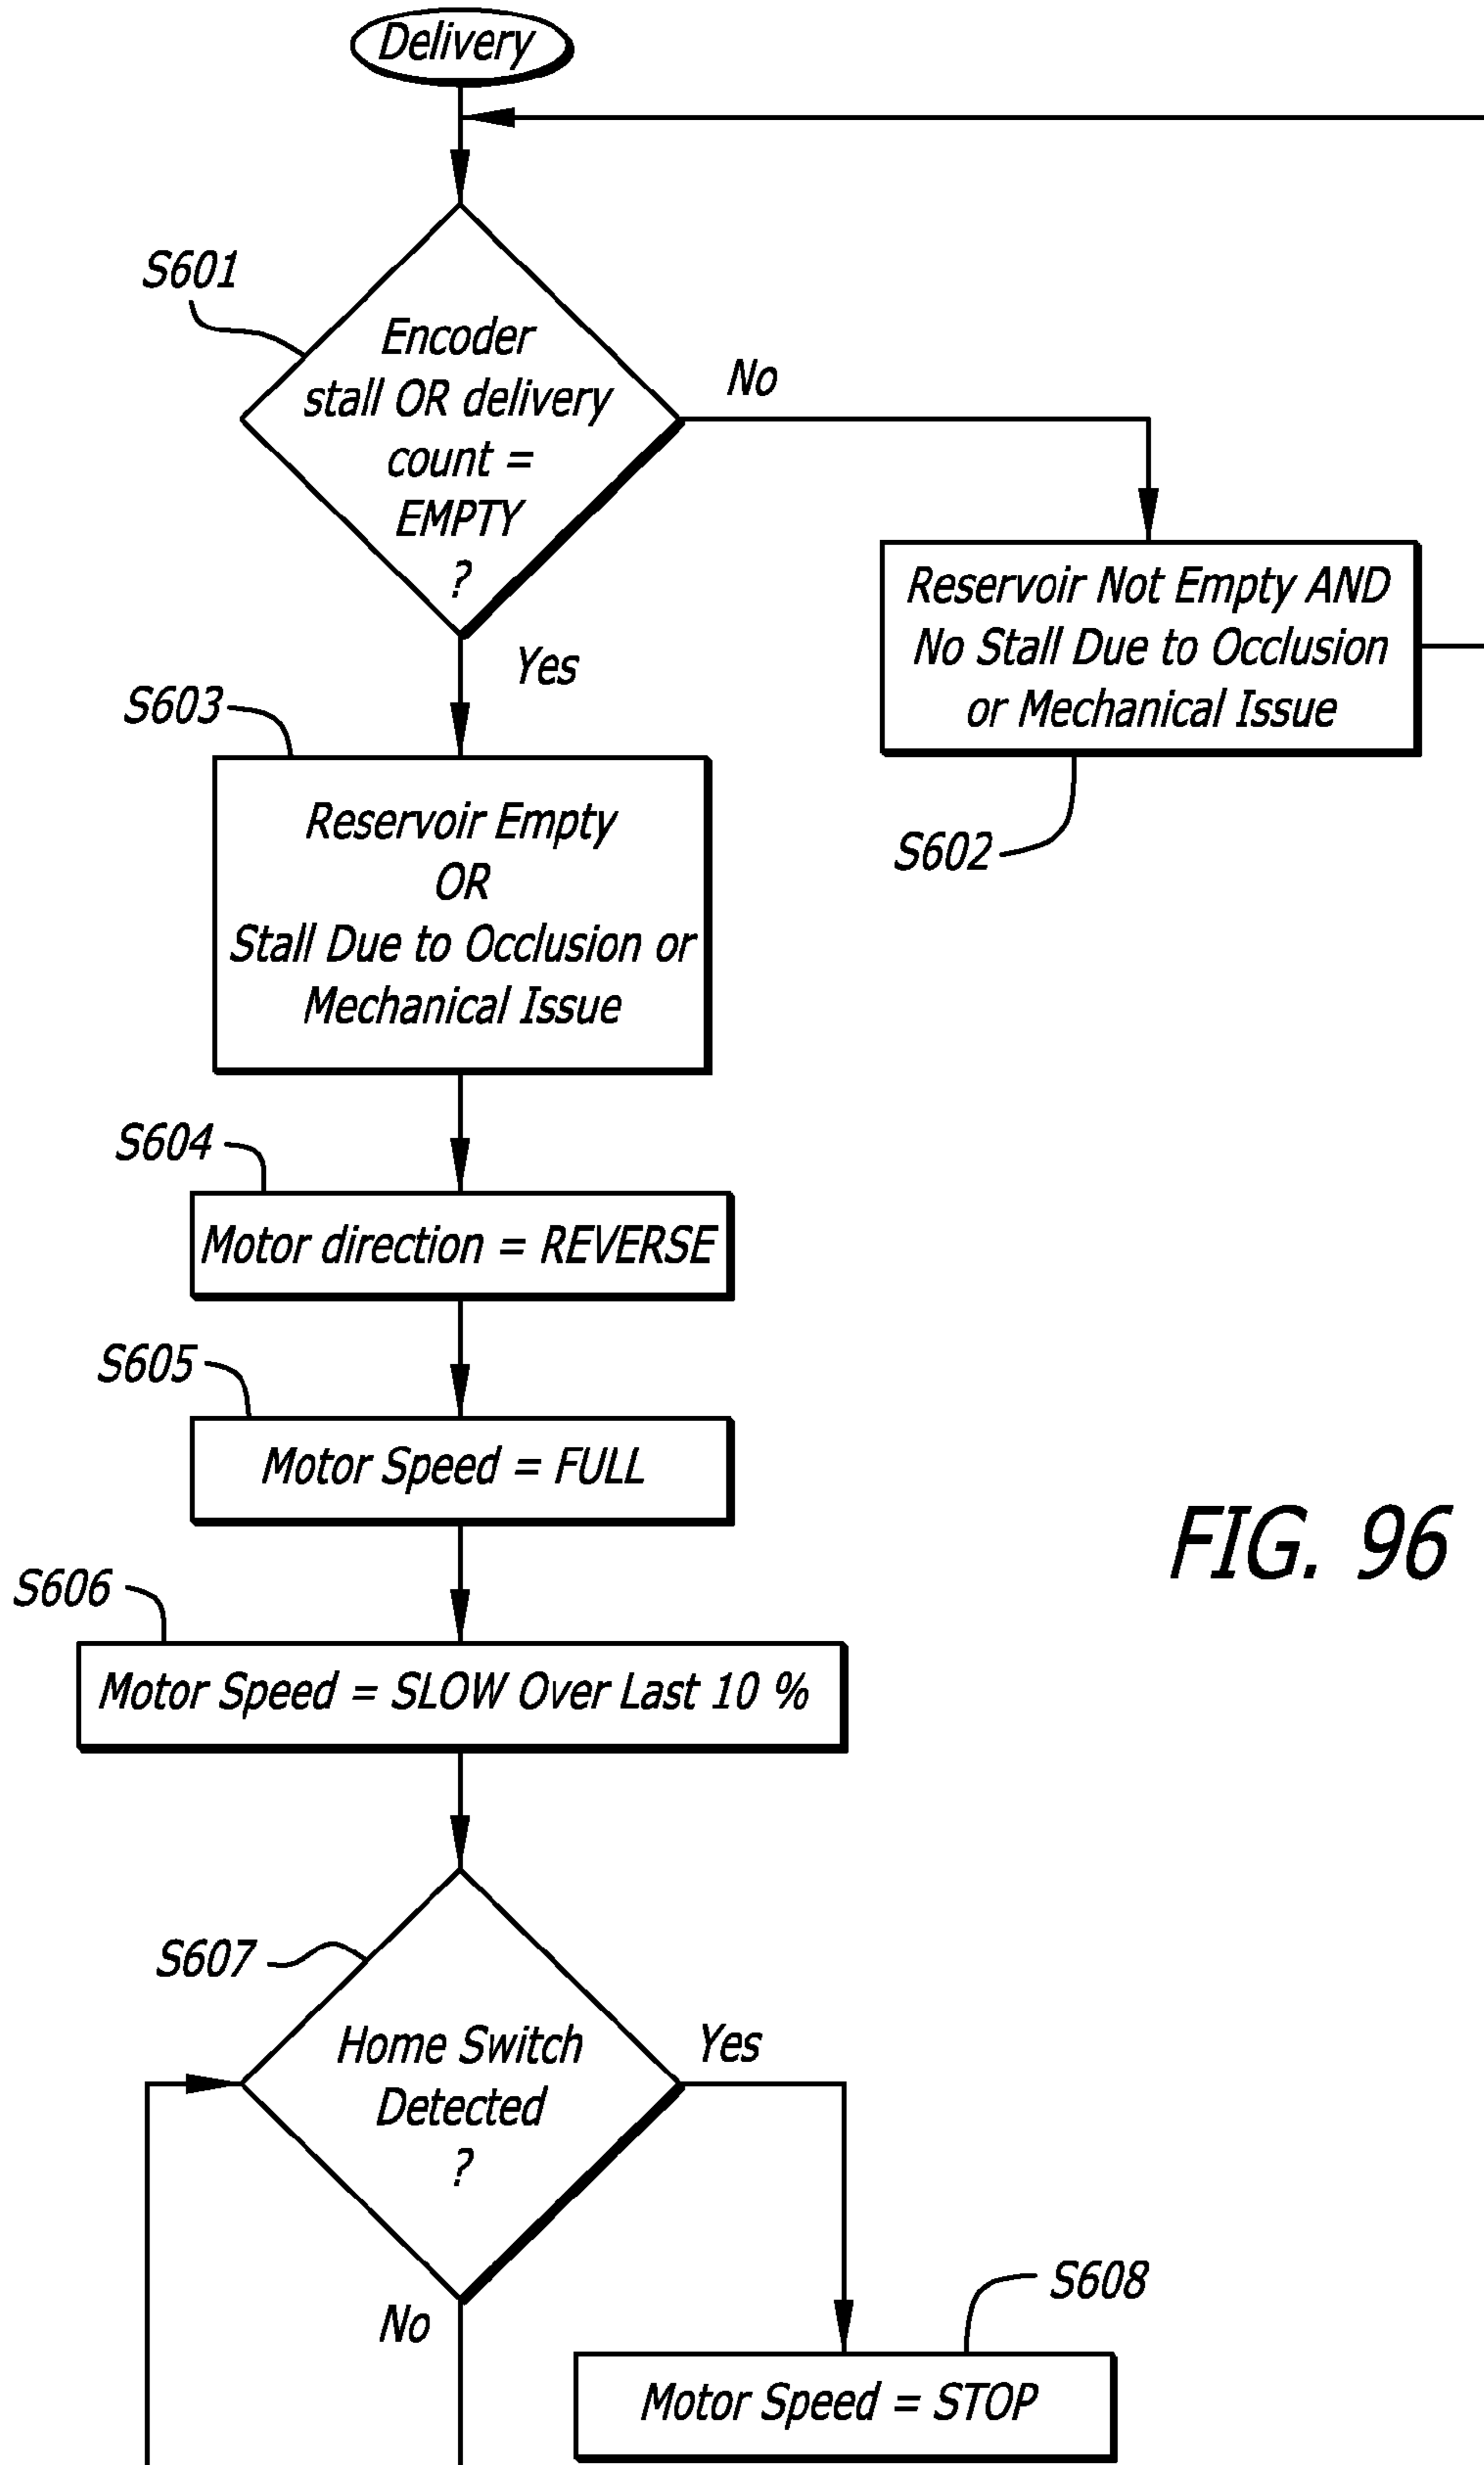 Delivery
S601
Encoder
stall OR delivery
count =
EMPTY
?
No
Yes
Reservoir Not Empty AND
No Stall Due to Occlusion
or Mechanical Issue
S602
S603
Reservoir Empty
OR
Stall Due to Occlusion or
Mechanical Issue
S604
Motor direction = REVERSE
S605
Motor Speed = FULL
FIG. 96
S606
Motor Speed = SLOW Over Last 10 %
S607
Home Switch
Detected
?
Yes
No
S608
Motor Speed = STOP